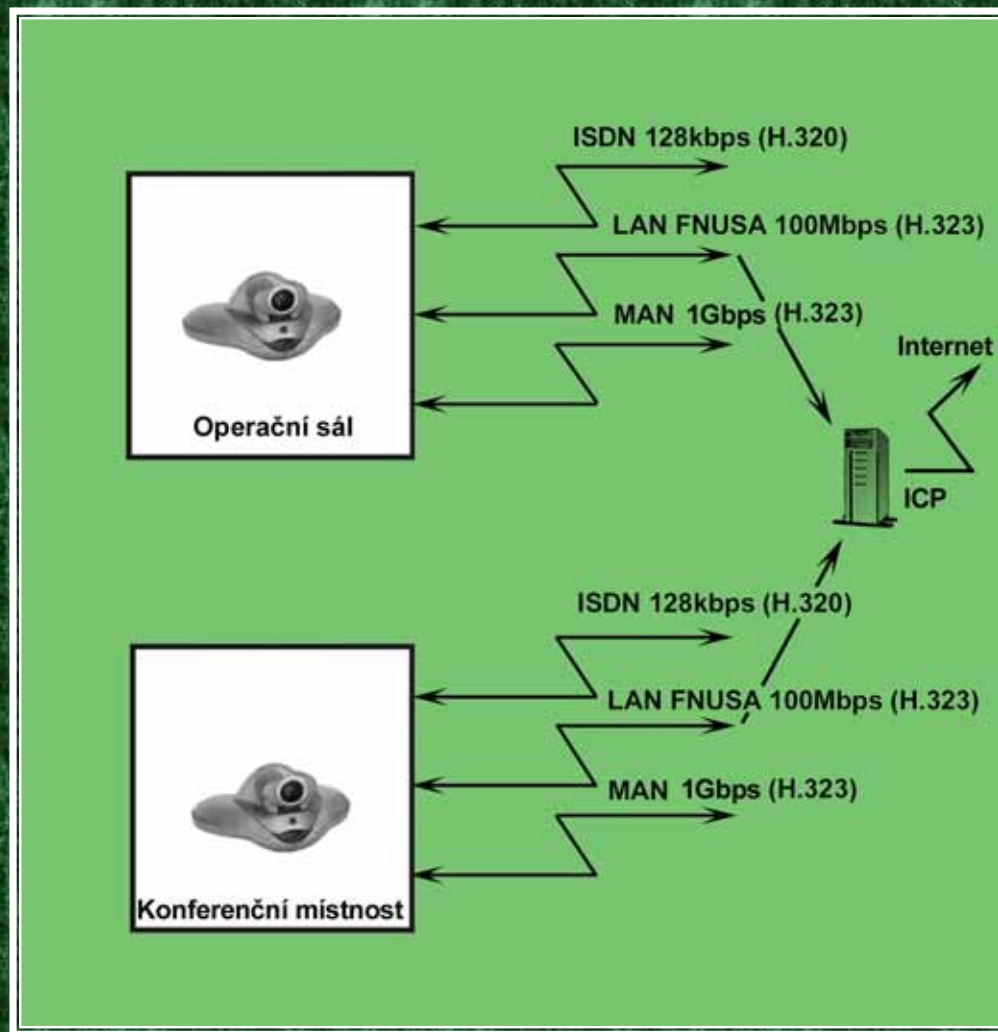 ISDN 128kbps (H.320)
LAN FNUSA 100Mbps (H.323)
MAN 1Gbps (H.323)
Internet
Operační sál
ICP
ISDN 128kbps (H.320)
LAN FNUSA 100Mbps (H.323)
MAN 1Gbps (H.323)
Konferenční místnost